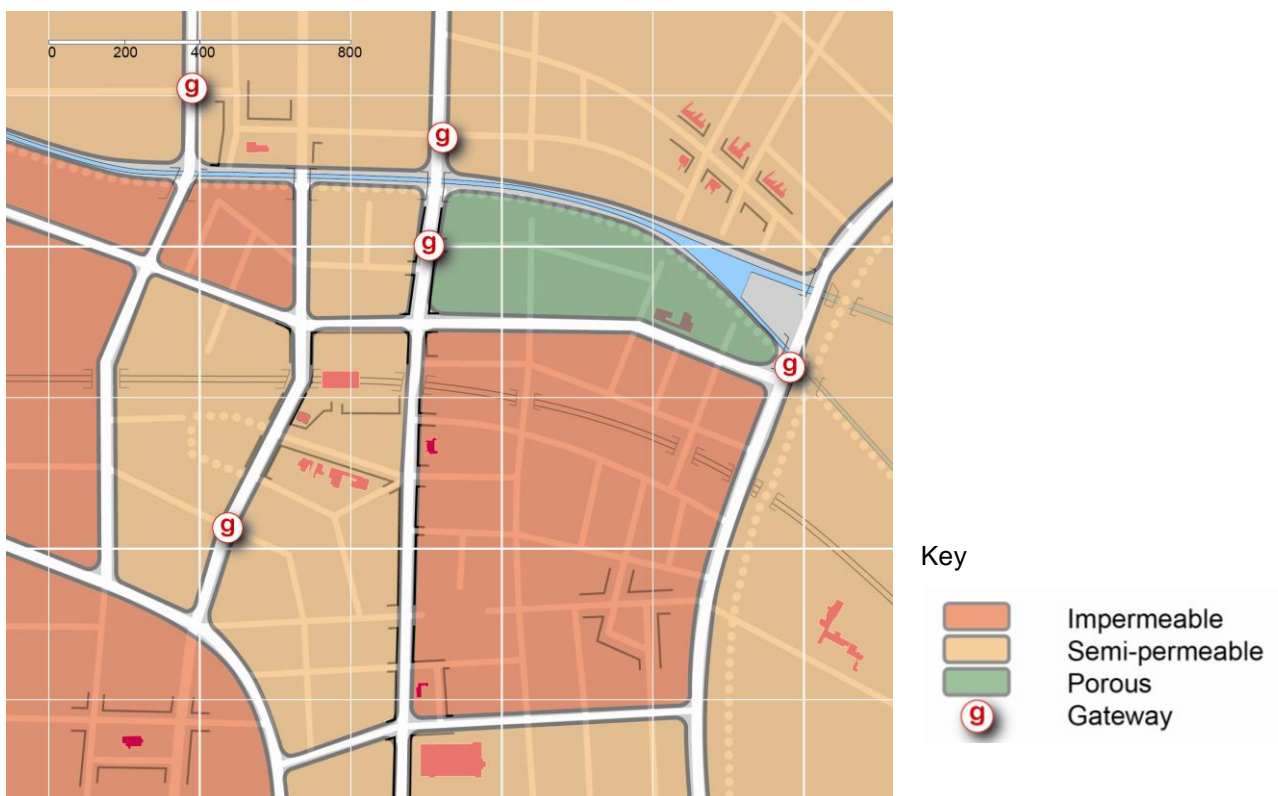 0 200 400 800
g
g
g
g
g
Key
Impermeable
Semi-permeable
Porous
g Gateway